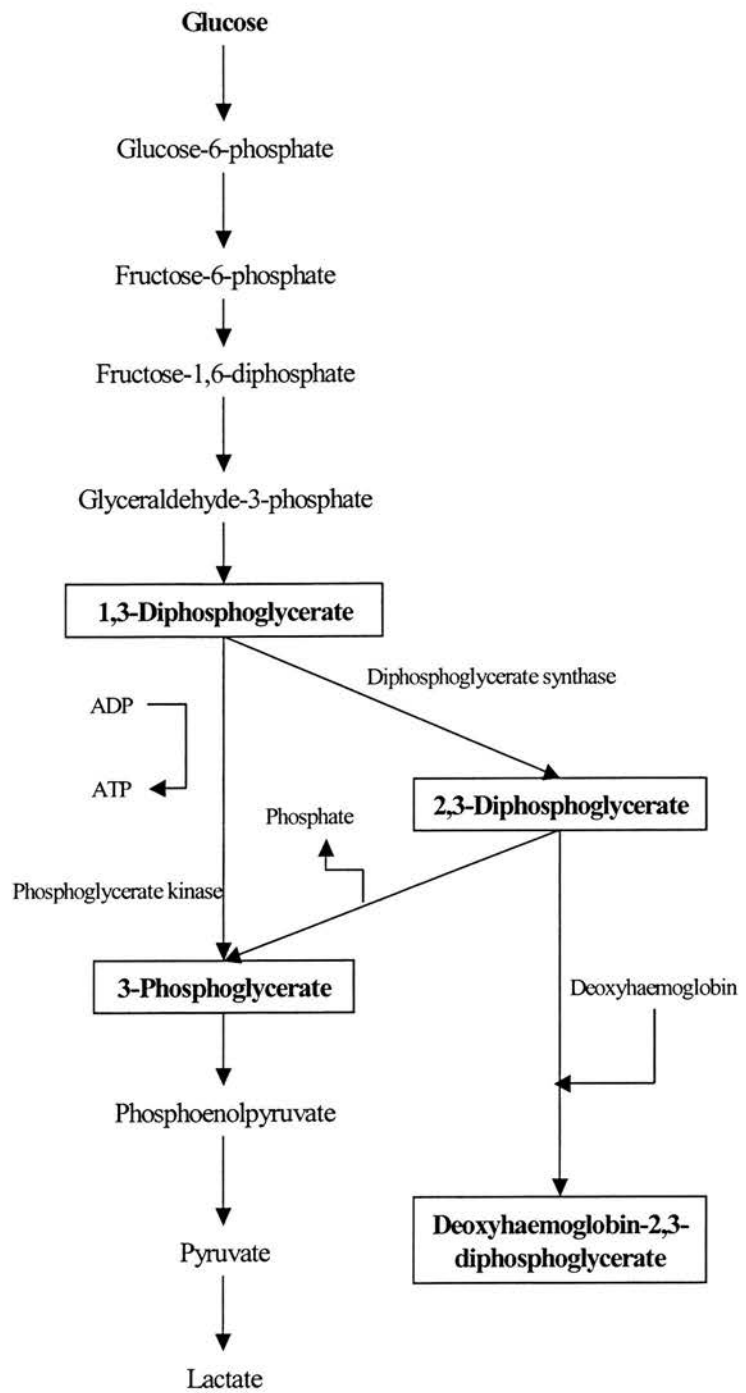 Glucose
Glucose-6-phosphate
Fructose-6-phosphate
Fructose-1,6-diphosphate
Glyceraldehyde-3-phosphate
1,3-Diphosphoglycerate
Diphosphoglycerate synthase
ADP
ATP
2,3-Diphosphoglycerate
Phosphate
Phosphoglycerate kinase
3-Phosphoglycerate
Deoxyhaemoglobin
Phosphoenolpyruvate
Deoxyhaemoglobin-2,3-
diphosphoglycerate
Pyruvate
Lactate